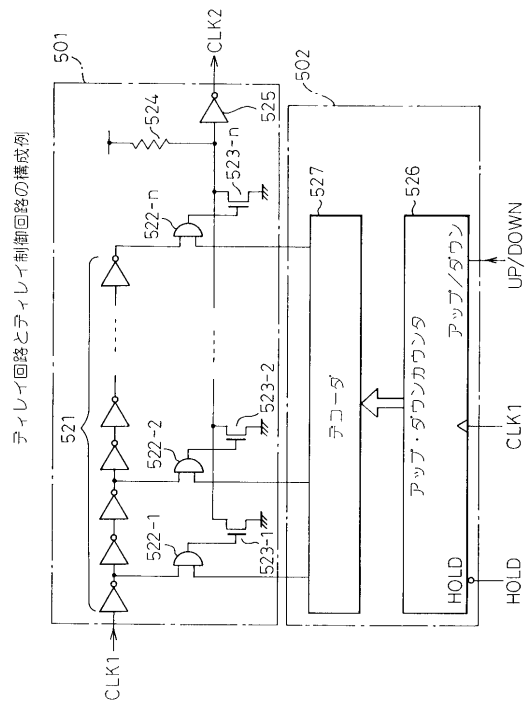 ディレイ回路とディレイ制御回路の構成例
501
521
CLK1
522-1
522-2
522-n
523-1
523-2
523-n
524
525
CLK2
502
デコーダ
527
アップ・ダウンカウンタ
526
HOLD
アップ/ダウン
HOLD
CLK1
UP/DOWN